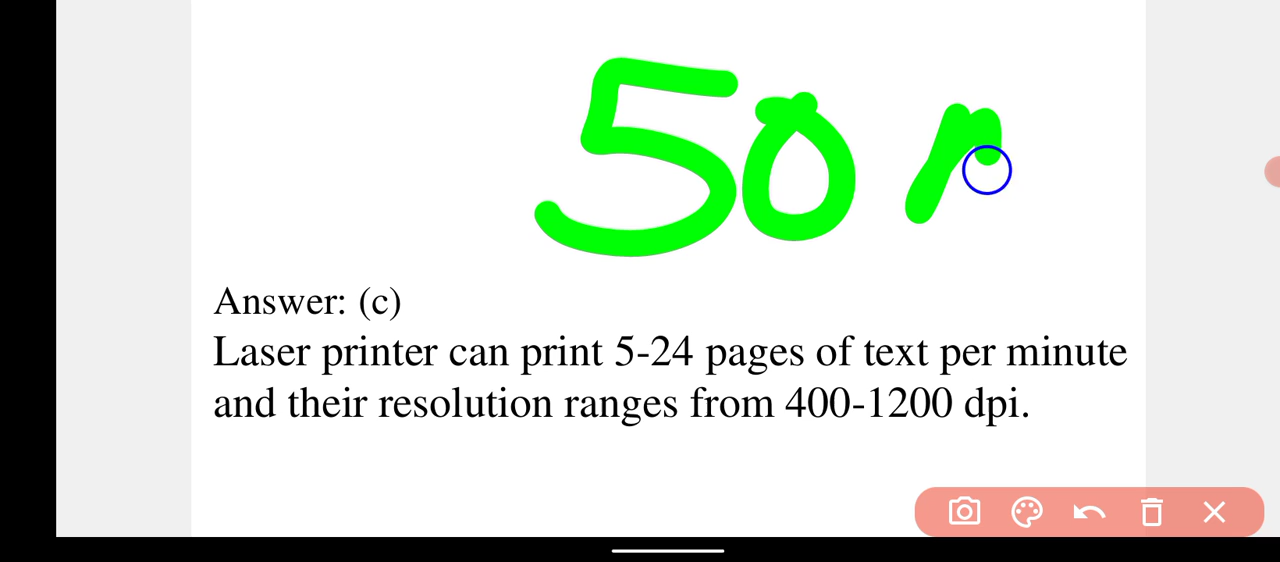 50
Answer: (c)
Laser printer can print 5-24 pages of text per minute
and their resolution ranges from 400-1200 dpi.